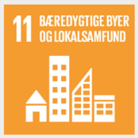 11 BÆREDYGTIGE BYER
OG LOKALSAMFUND